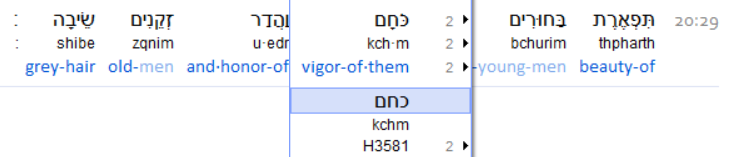 20:29 תִּפְאֶרֶת בַּחוּרִים 2 כֹּחָם וַהֲדַר זְקֵנִים שֵׂיבָה :
: shibe zqnim u·edr kch·m 2 bchurim thpharth
grey-hair old-men and·honor-of vigor-of·them 2 -young-men beauty-of
כחם
kchm
H3581 2